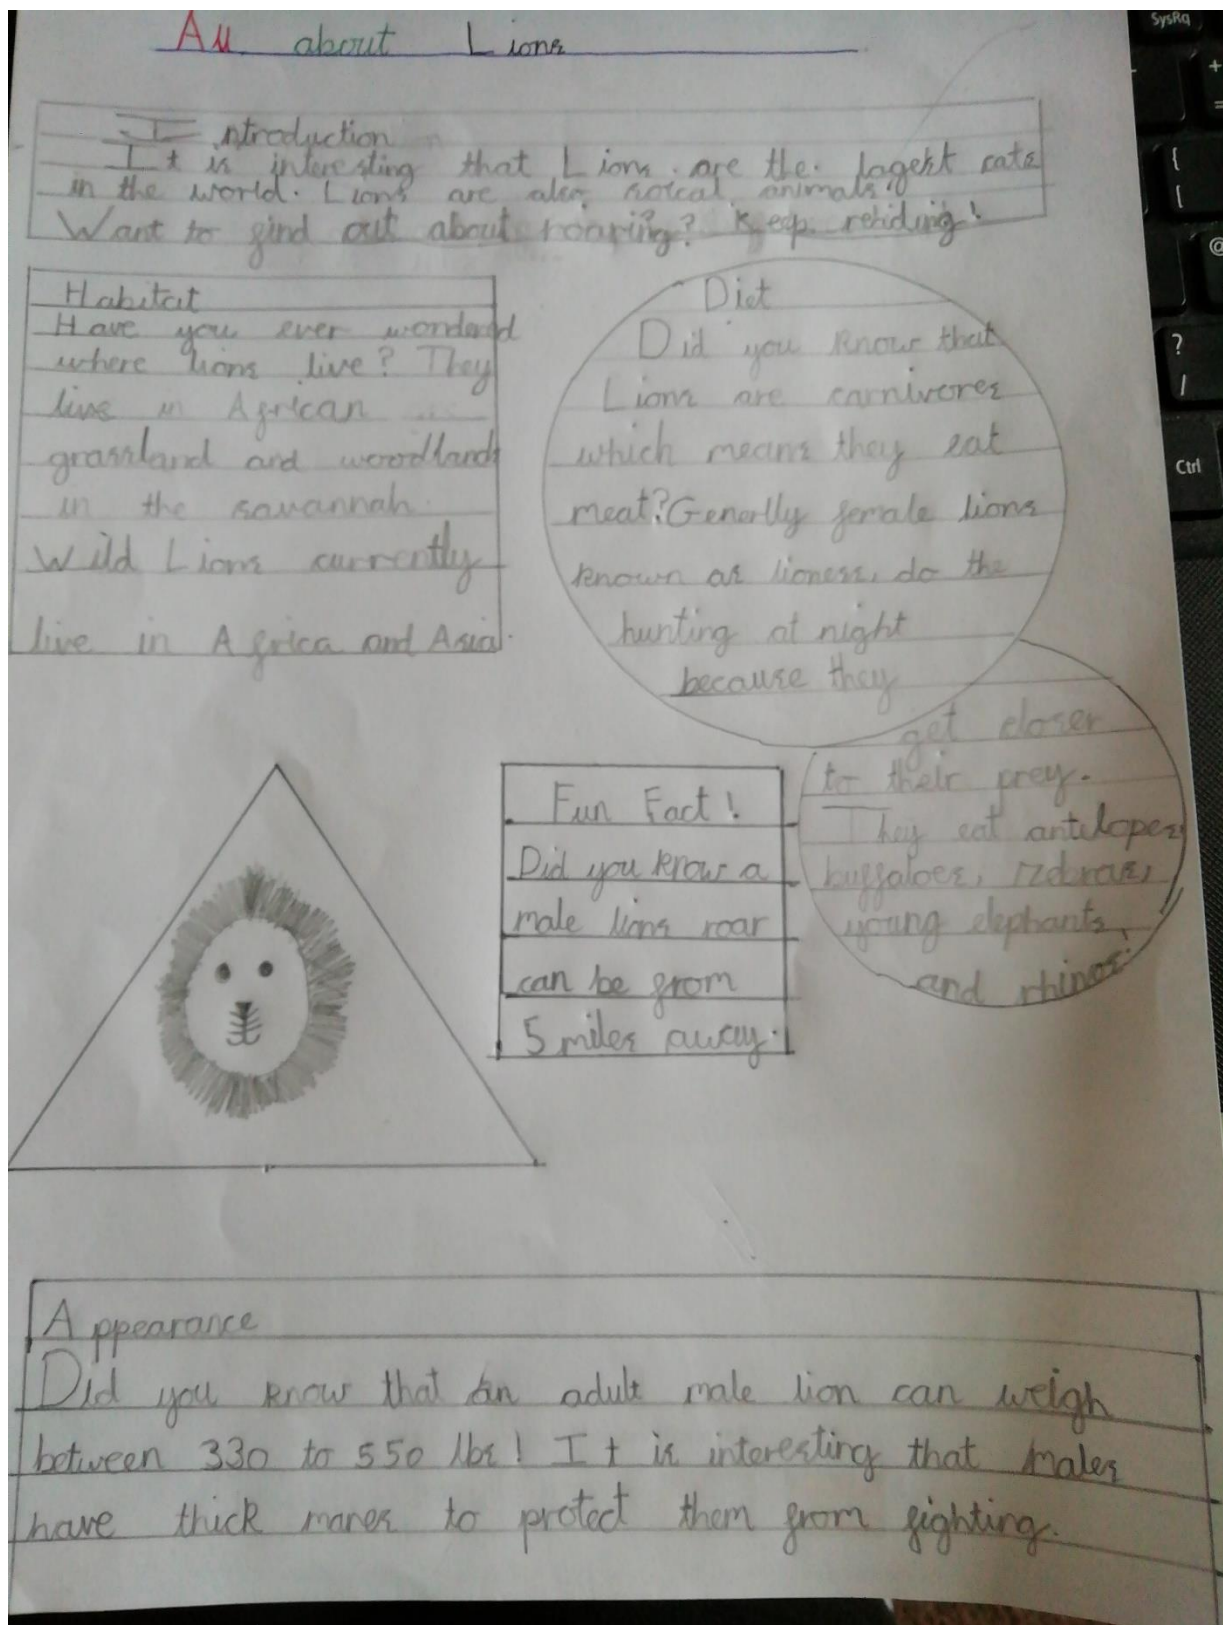 All about Lions
Introduction
It is interesting that Lions are the lagest cats
in the world. Lions are also soical animals.
Want to find out about roaring? Keep rehiding!
Habitat
Have you ever wondered
where lions live? They
live in African
grassland and woodlands
in the savannah.
Wild Lions currently
live in Africa and Asia.
Diet
Did you know that
Lions are carnivores
which means they eat
meat? Generlly female lions
known as lioness, do the
hunting at night
because they
get closer
to their prey.
They eat antelopes
buffaloes, zebras,
young elephants,
and rhinos.
Fun Fact!
Did you know a
male lions roar
can be from
5 miles away.
Appearance
Did you know that an adult male lion can weigh
between 330 to 550 lbs! It is interesting that males
have thick manes to protect them from fighting.
SysRq
+
=
{
[
@
?
/
Ctrl